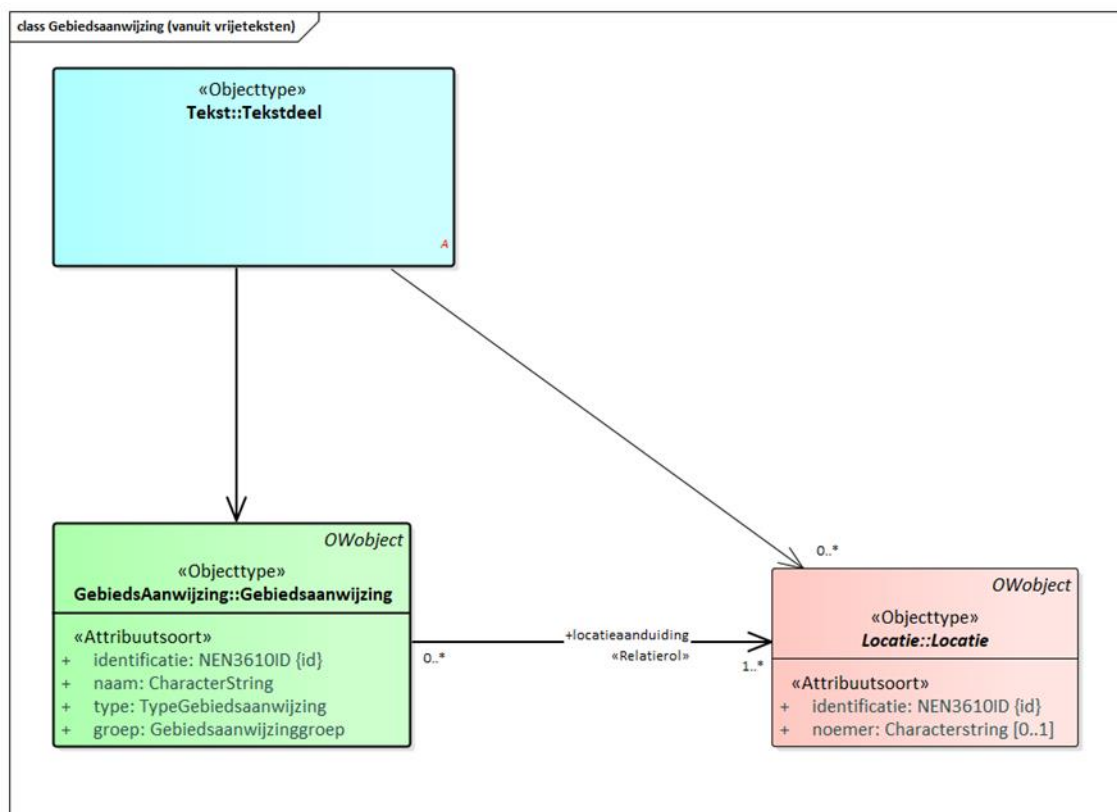 class Gebiedsaanwijzing (vanuit vrijeteksten)
«Objecttype»
Tekst::Tekstdeel
A
OWobject
«Objecttype»
GebiedsAanwijzing::Gebiedsaanwijzing
«Attribuutsoort»
+ identificatie: NEN3610ID {id}
+ naam: CharacterString
+ type: TypeGebiedsaanwijzing
+ groep: Gebiedsaanwijzinggroep
+locatieaanduiding
0..*
«Relatierol»
1..*
0..*
OWobject
«Objecttype»
Locatie::Locatie
«Attribuutsoort»
+ identificatie: NEN3610ID {id}
+ noemer: Characterstring [0..1]